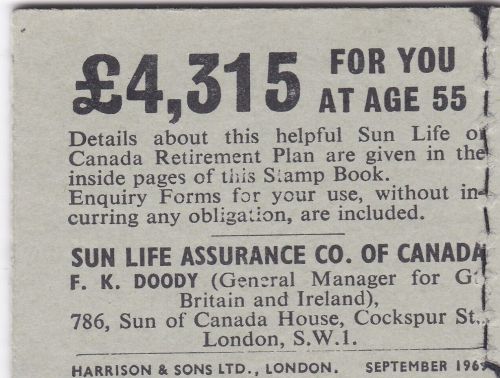 £4,315 FOR YOU
AT AGE 55
Details about this helpful Sun Life of
Canada Retirement Plan are given in the
inside pages of this Stamp Book.
Enquiry Forms for your use, without in-
curring any obligation, are included.
SUN LIFE ASSURANCE CO. OF CANADA
F. K. DOODY (General Manager for Gt.
Britain and Ireland),
786, Sun of Canada House, Cockspur St.,
London, S.W.1.
HARRISON & SONS LTD., LONDON. SEPTEMBER